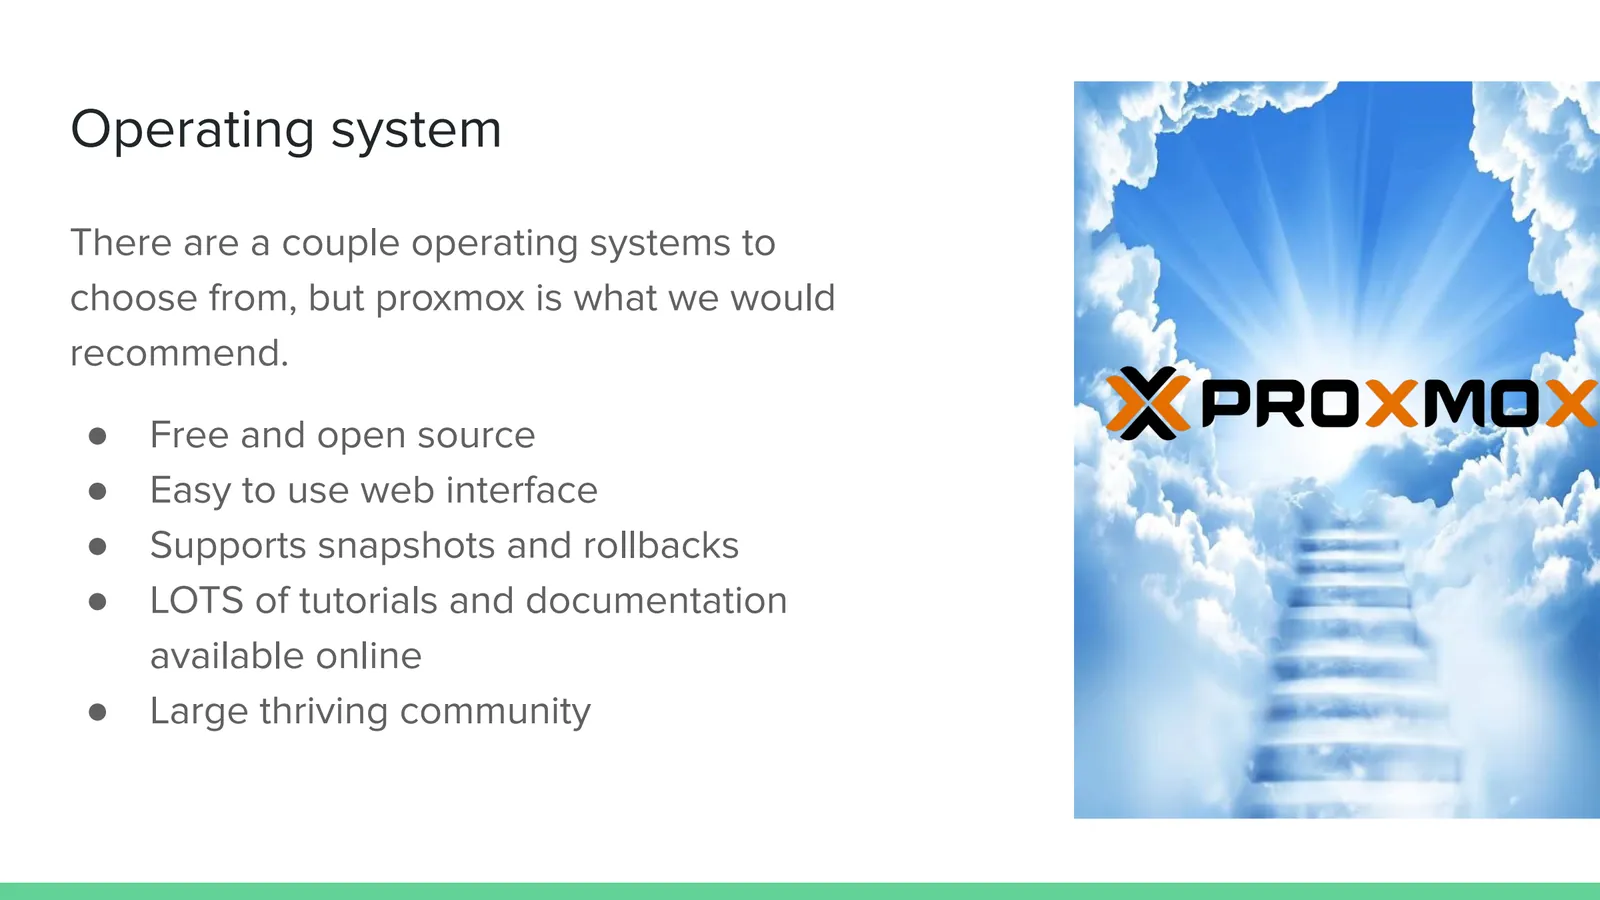 Operating system
There are a couple operating systems to
choose from, but proxmox is what we would
recommend.
● Free and open source
● Easy to use web interface
● Supports snapshots and rollbacks
● LOTS of tutorials and documentation
available online
● Large thriving community
PROXMOX